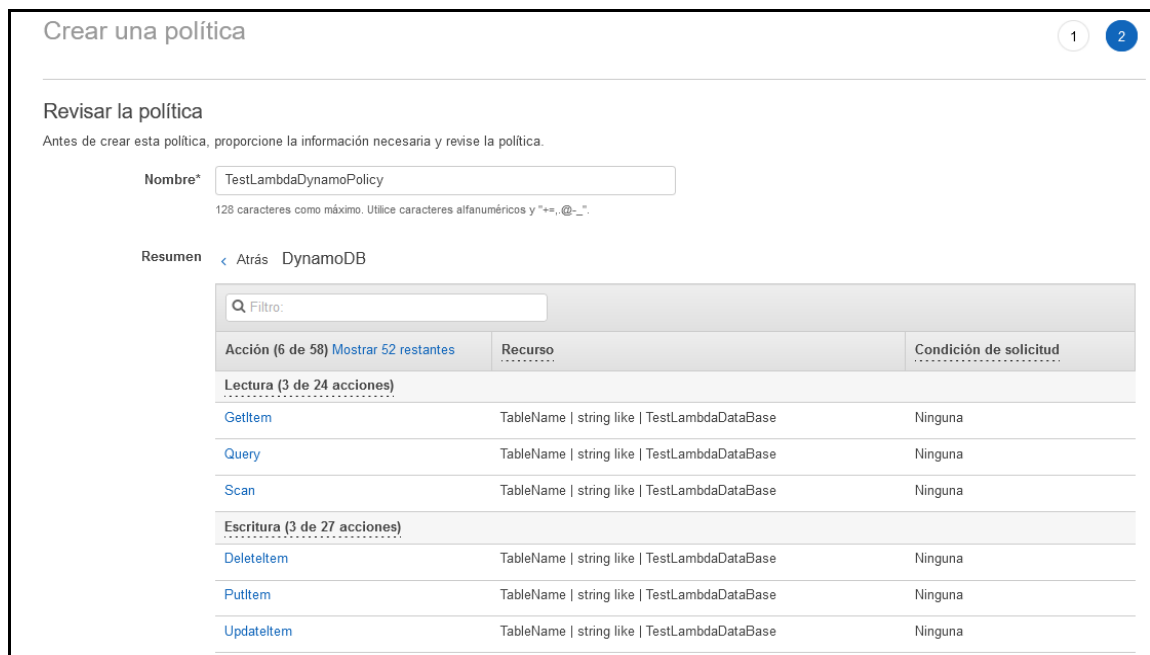 Crear una política
1 2
Revisar la política
Antes de crear esta política, proporcione la información necesaria y revise la política.
Nombre* TestLambdaDynamoPolicy
128 caracteres como máximo. Utilice caracteres alfanuméricos y "+=,.@-_".
Resumen ‹ Atrás DynamoDB
Filtro:
Acción (6 de 58) Mostrar 52 restantes Recurso Condición de solicitud
Lectura (3 de 24 acciones)
GetItem TableName | string like | TestLambdaDataBase Ninguna
Query TableName | string like | TestLambdaDataBase Ninguna
Scan TableName | string like | TestLambdaDataBase Ninguna
Escritura (3 de 27 acciones)
DeleteItem TableName | string like | TestLambdaDataBase Ninguna
PutItem TableName | string like | TestLambdaDataBase Ninguna
UpdateItem TableName | string like | TestLambdaDataBase Ninguna